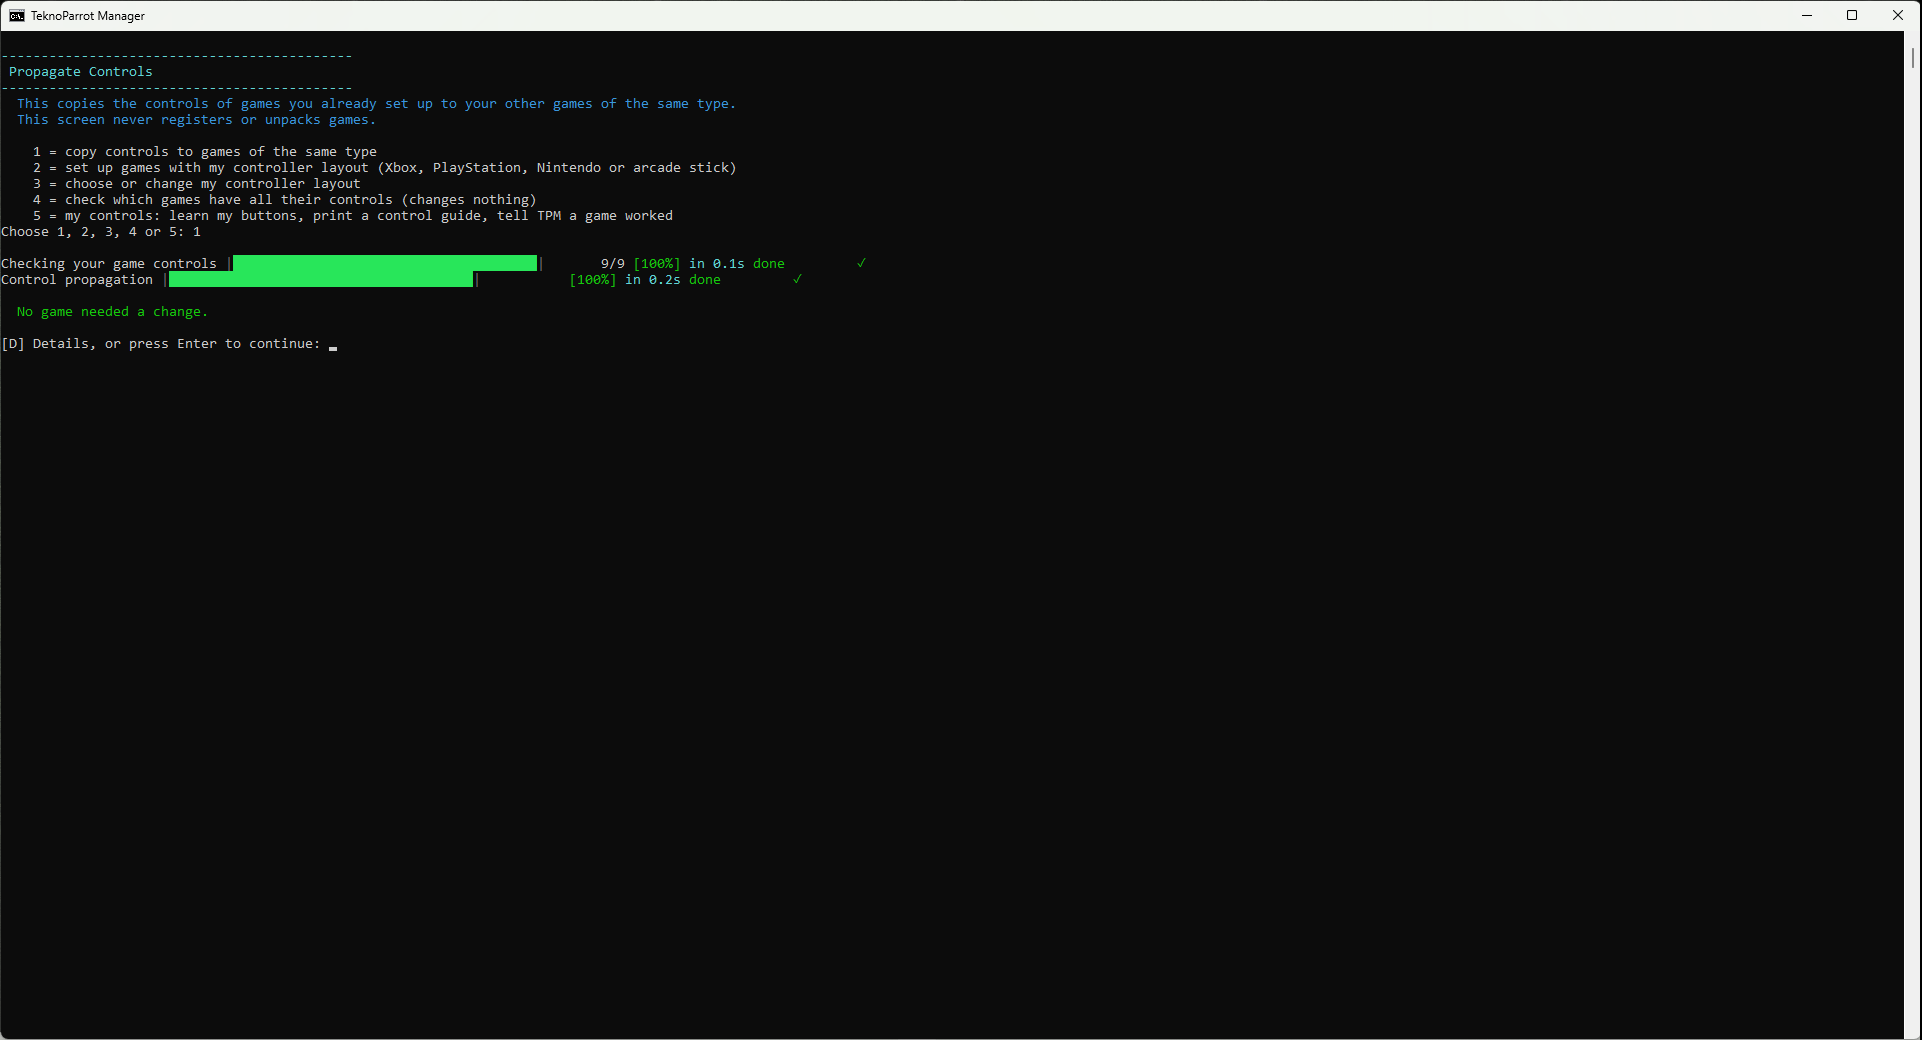 TeknoParrot Manager
--------------------------------------------
Propagate Controls
--------------------------------------------
This copies the controls of games you already set up to your other games of the same type.
This screen never registers or unpacks games.
1 = copy controls to games of the same type
2 = set up games with my controller layout (Xbox, PlayStation, Nintendo or arcade stick)
3 = choose or change my controller layout
4 = check which games have all their controls (changes nothing)
5 = my controls: learn my buttons, print a control guide, tell TPM a game worked
Choose 1, 2, 3, 4 or 5: 1
Checking your game controls | | 9/9 [100%] in 0.1s done ✓
Control propagation | | [100%] in 0.2s done ✓
No game needed a change.
[D] Details, or press Enter to continue: _